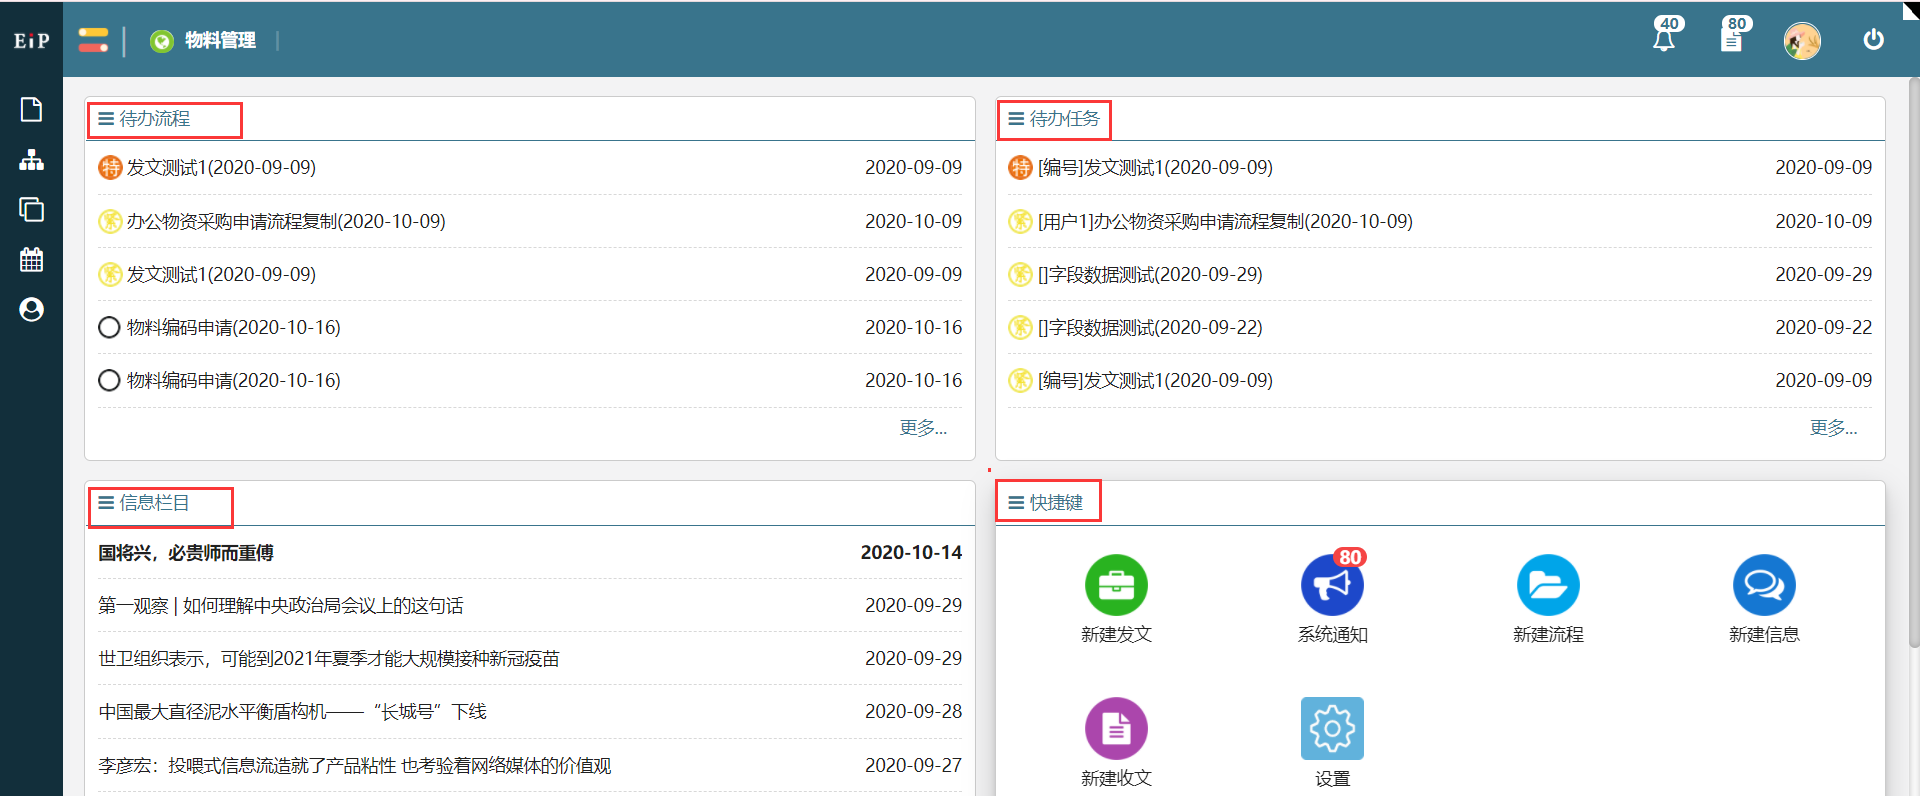 EiP
物料管理
40
80
待办流程
特 发文测试1(2020-09-09) 2020-09-09
办公物资采购申请流程复制(2020-10-09) 2020-10-09
发文测试1(2020-09-09) 2020-09-09
物料编码申请(2020-10-16) 2020-10-16
物料编码申请(2020-10-16) 2020-10-16
更多...
待办任务
特 [编号]发文测试1(2020-09-09) 2020-09-09
[用户1]办公物资采购申请流程复制(2020-10-09) 2020-10-09
[]字段数据测试(2020-09-29) 2020-09-29
[]字段数据测试(2020-09-22) 2020-09-22
[编号]发文测试1(2020-09-09) 2020-09-09
更多...
信息栏目
国将兴，必贵师而重傅 2020-10-14
第一观察 | 如何理解中央政治局会议上的这句话 2020-09-29
世卫组织表示，可能到2021年夏季才能大规模接种新冠疫苗 2020-09-29
中国最大直径泥水平衡盾构机——“长城号”下线 2020-09-28
李彦宏：投喂式信息流造就了产品粘性 也考验着网络媒体的价值观 2020-09-27
快捷键
80
新建发文
系统通知
新建流程
新建信息
新建收文
设置